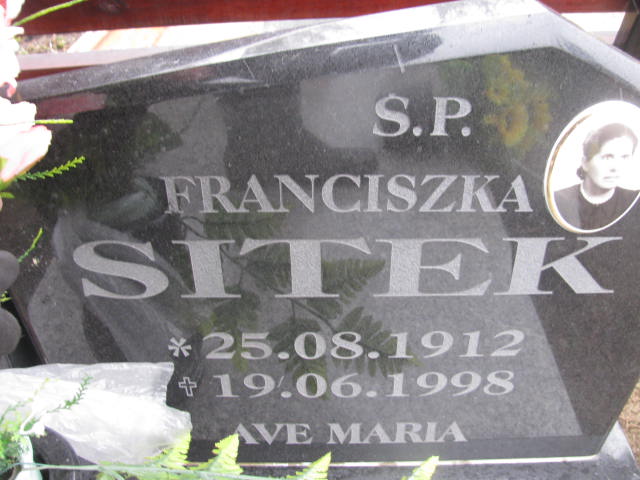 Ś.P.
FRANCISZKA
SITEK
* 25.08.1912
✝ 19.06.1998
AVE MARIA